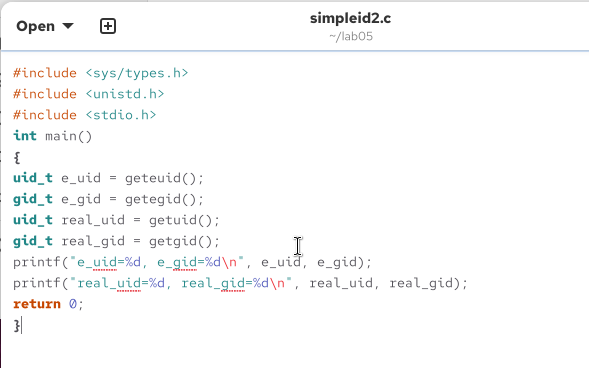 Open
simpleid2.c
~/lab05
#include <sys/types.h>
#include <unistd.h>
#include <stdio.h>
int main()
{
uid_t e_uid = geteuid();
gid_t e_gid = getegid();
uid_t real_uid = getuid();
gid_t real_gid = getgid();
printf("e_uid=%d, e_gid=%d\n", e_uid, e_gid);
printf("real_uid=%d, real_gid=%d\n", real_uid, real_gid);
return 0;
}